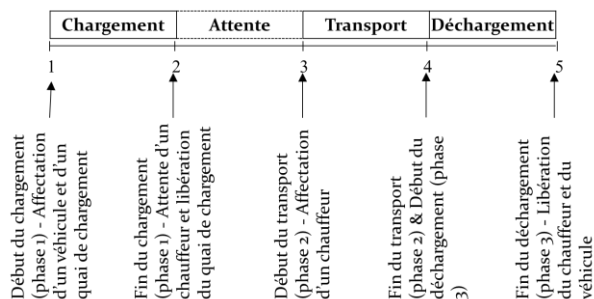 Chargement
Attente
Transport
Déchargement
1
2
3
4
5
Début du chargement
(phase 1) - Affectation
d'un véhicule et d'un
quai de chargement
Fin du chargement
(phase 1) - Attente d'un
chauffeur et libération
du quai de chargement
Début du transport
(phase 2) - Affectation
d'un chauffeur
Fin du transport
(phase 2) & Début du
déchargement (phase
3)
Fin du déchargement
(phase 3) - Libération
du chauffeur et du
véhicule